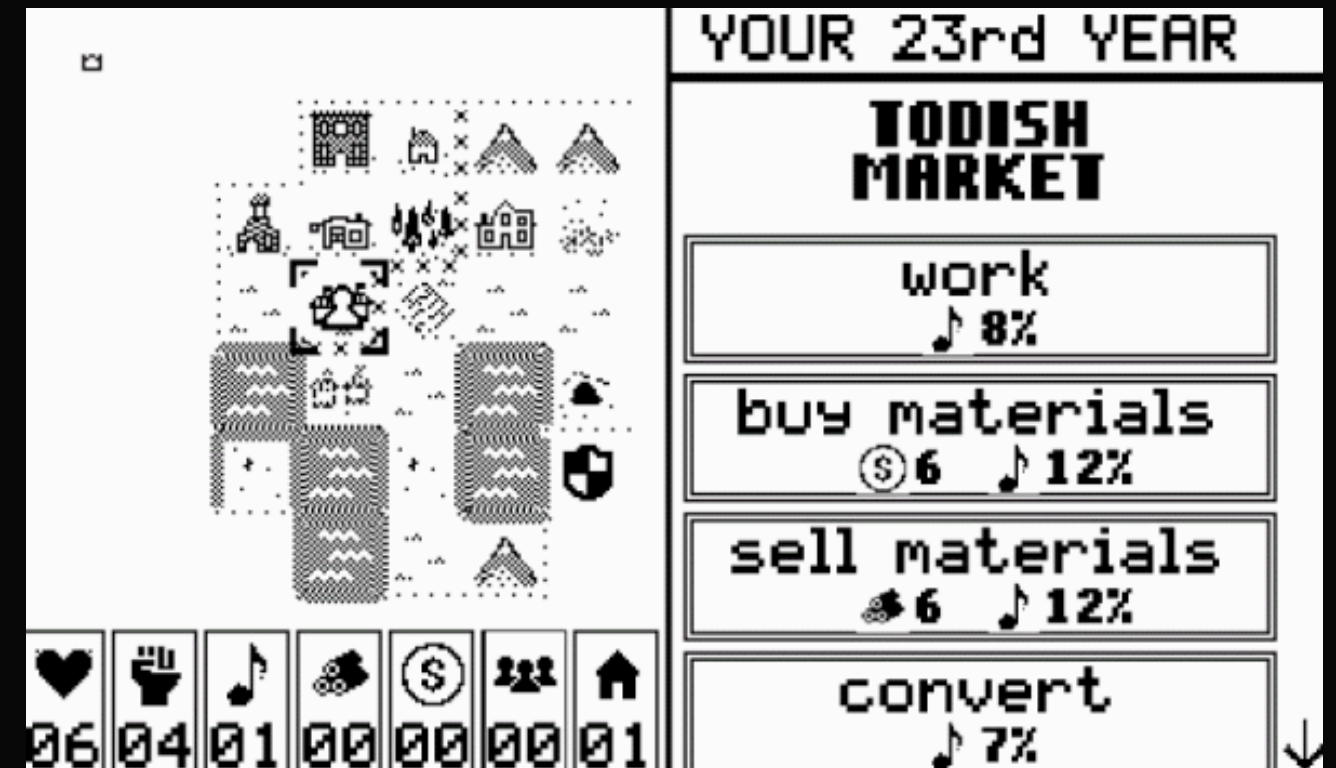 YOUR 23rd YEAR
TODISH
MARKET
work
8%
buy materials
6 12%
sell materials
6 12%
convert
7%
06 04 01 00 00 00 01